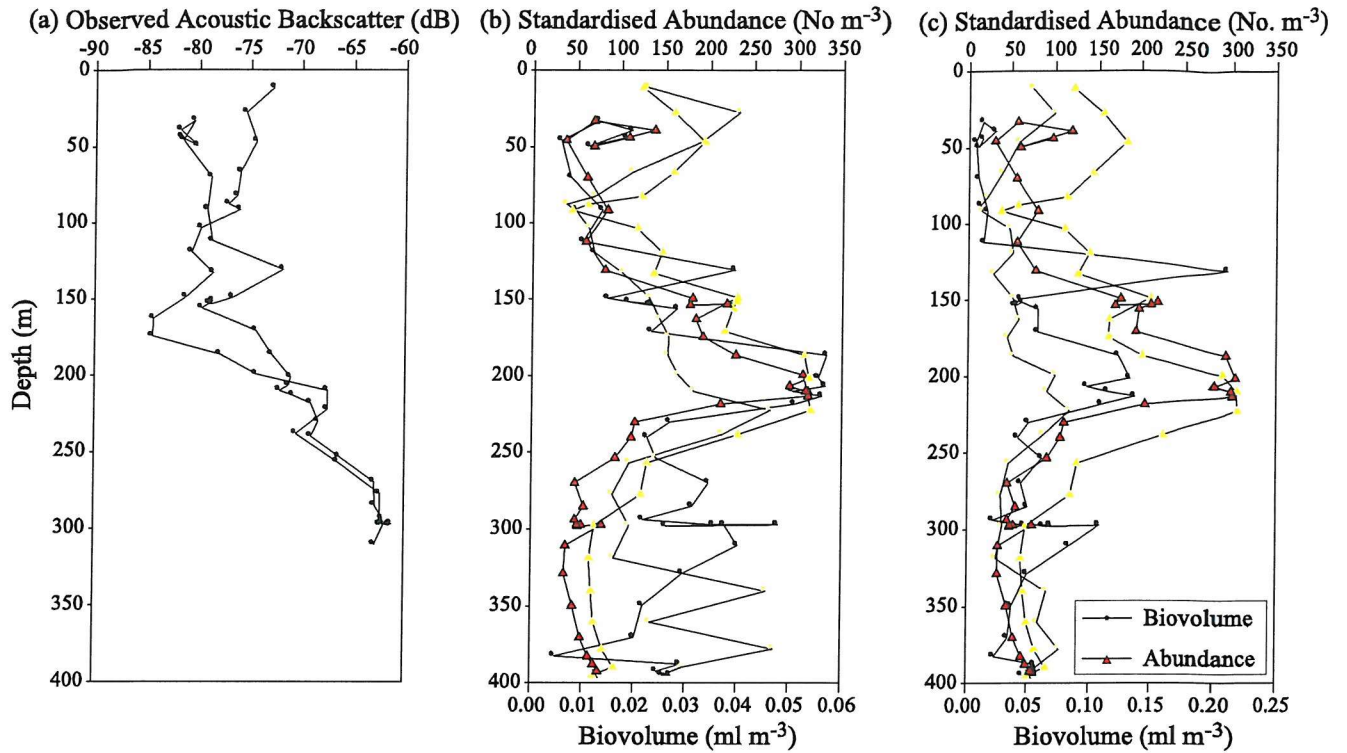 (a) Observed Acoustic Backscatter (dB)
-90 -85 -80 -75 -70 -65 -60
0
50
100
150
200
250
300
350
400
Depth (m)
(b) Standardised Abundance (No m-3)
0 50 100 150 200 250 300 350
0
50
100
150
200
250
300
350
400
0.00 0.01 0.02 0.03 0.04 0.05 0.06
Biovolume (ml m-3)
(c) Standardised Abundance (No. m-3)
0 50 100 150 200 250 300 350
0
50
100
150
200
250
300
350
400
Biovolume
Abundance
0.00 0.05 0.10 0.15 0.20 0.25
Biovolume (ml m-3)